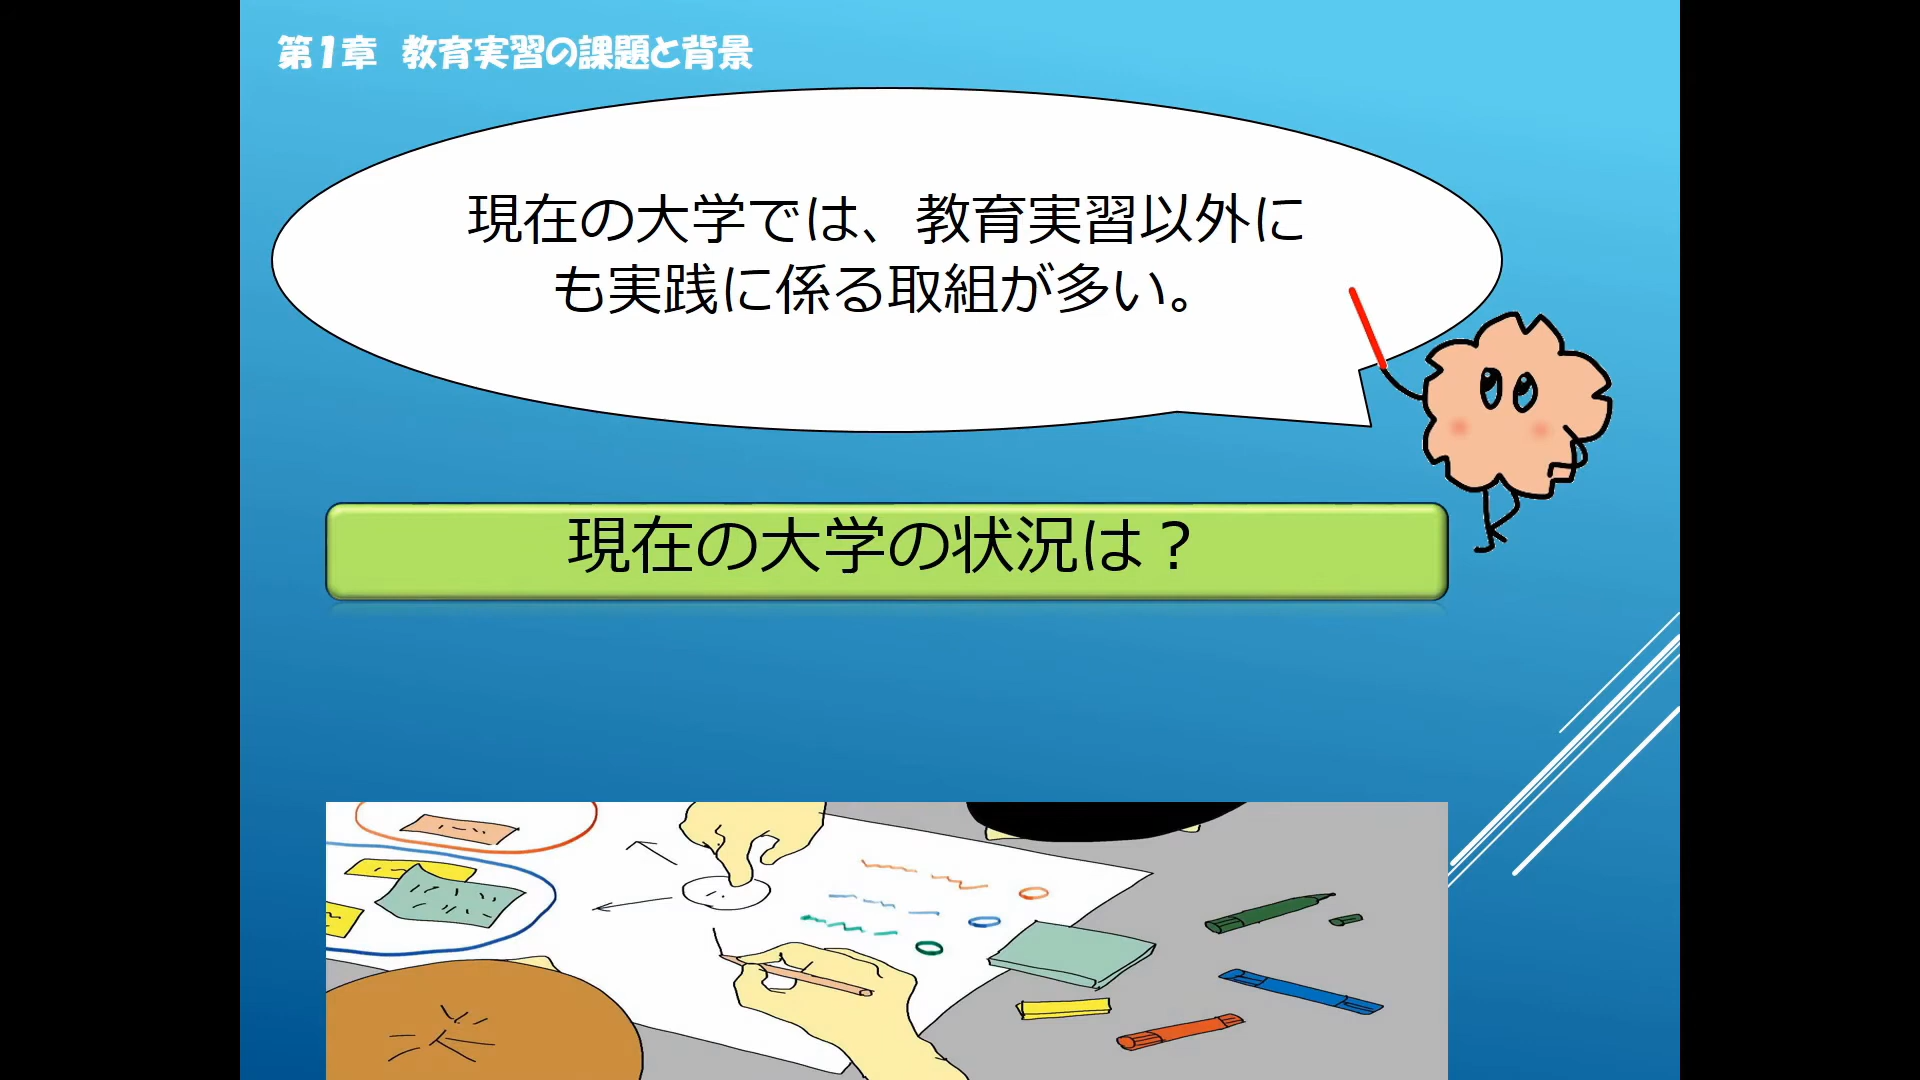 第1章　教育実習の課題と背景
現在の大学では、教育実習以外に
も実践に係る取組が多い。
現在の大学の状況は？